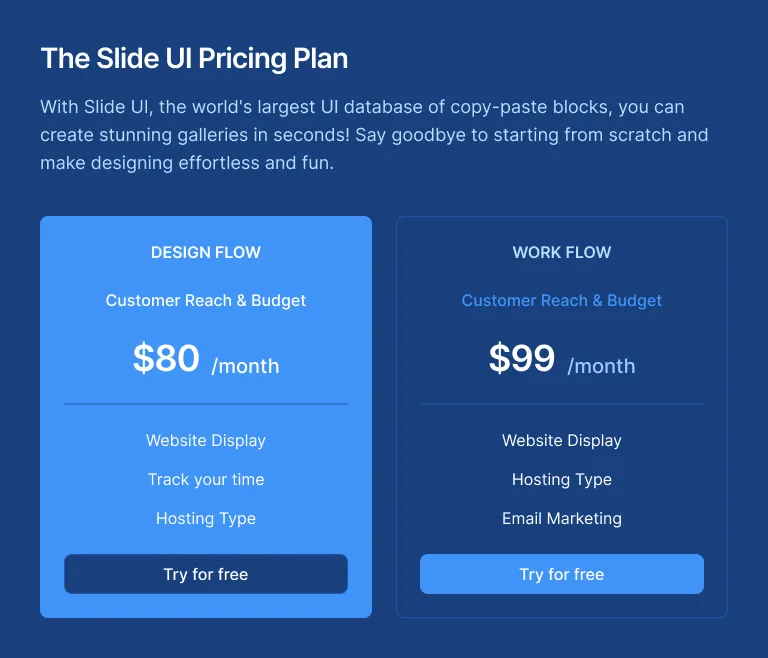 The Slide UI Pricing Plan
With Slide UI, the world's largest UI database of copy-paste blocks, you can
create stunning galleries in seconds! Say goodbye to starting from scratch and
make designing effortless and fun.
DESIGN FLOW
Customer Reach & Budget
$80 /month
Website Display
Track your time
Hosting Type
Try for free
WORK FLOW
Customer Reach & Budget
$99 /month
Website Display
Hosting Type
Email Marketing
Try for free